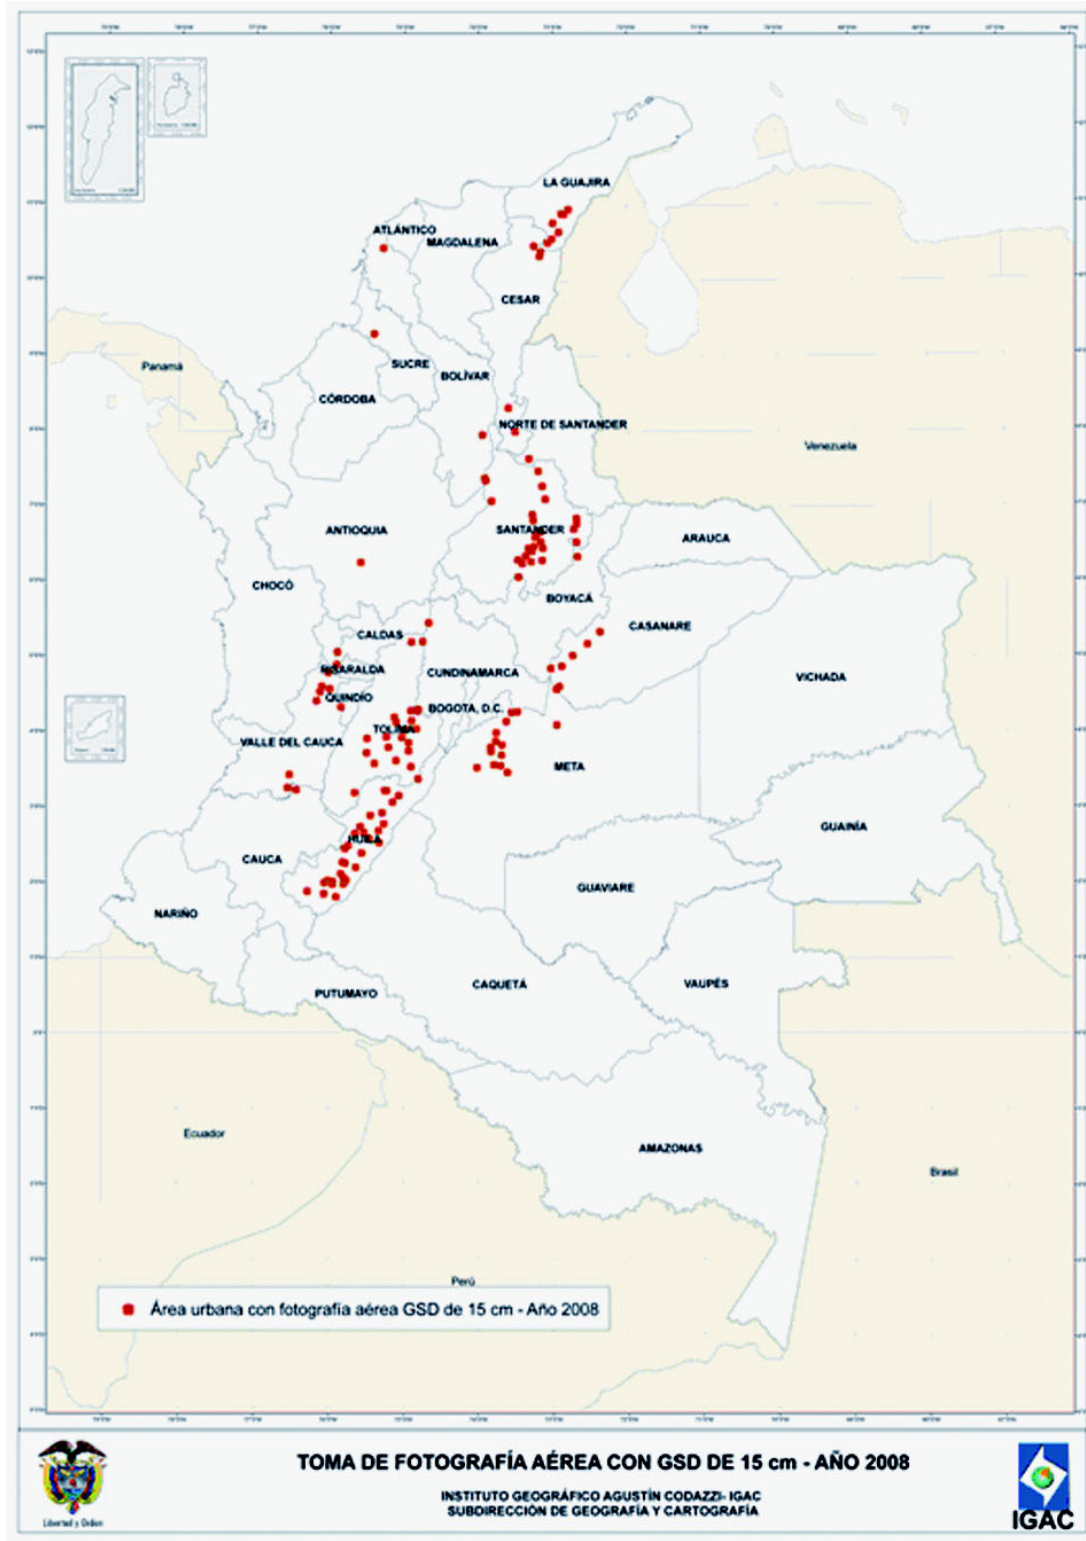 LA GUAJIRA
ATLÁNTICO
MAGDALENA
CESAR
SUCRE
BOLÍVAR
Panamá
CÓRDOBA
NORTE DE SANTANDER
Venezuela
ANTIOQUIA
SANTANDER
ARAUCA
CHOCÓ
BOYACÁ
CALDAS
CASANARE
RISARALDA
CUNDINAMARCA
VICHADA
QUINDÍO
BOGOTA, D.C.
TOLIMA
VALLE DEL CAUCA
META
GUAINÍA
HUILA
CAUCA
GUAVIARE
NARIÑO
CAQUETÁ
VAUPÉS
PUTUMAYO
Ecuador
AMAZONAS
Brasil
Perú
Área urbana con fotografía aérea GSD de 15 cm - Año 2008
TOMA DE FOTOGRAFÍA AÉREA CON GSD DE 15 cm - AÑO 2008
INSTITUTO GEOGRÁFICO AGUSTÍN CODAZZI- IGAC
SUBDIRECCIÓN DE GEOGRAFÍA Y CARTOGRAFÍA
Libertad y Orden
IGAC